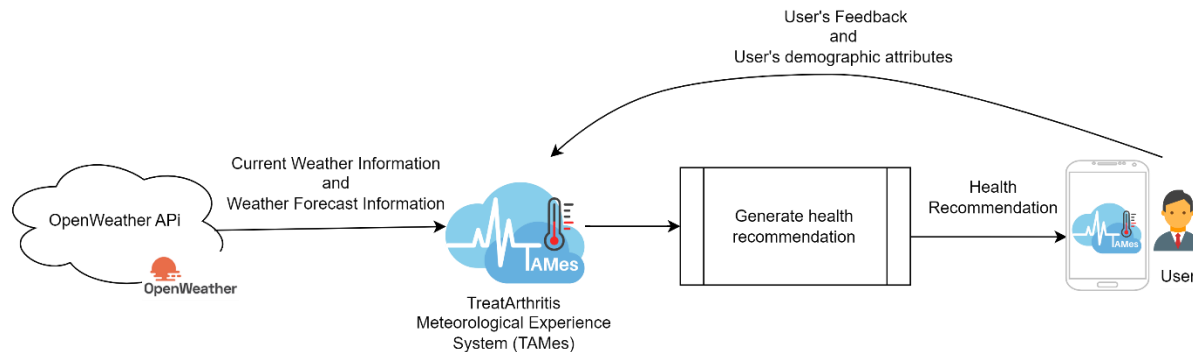 User's Feedback
and
User's demographic attributes
Current Weather Information
and
Weather Forecast Information
OpenWeather APi
OpenWeather
TAMes
TreatArthritis
Meteorological Experience
System (TAMes)
Generate health
recommendation
Health
Recommendation
TAMes
User